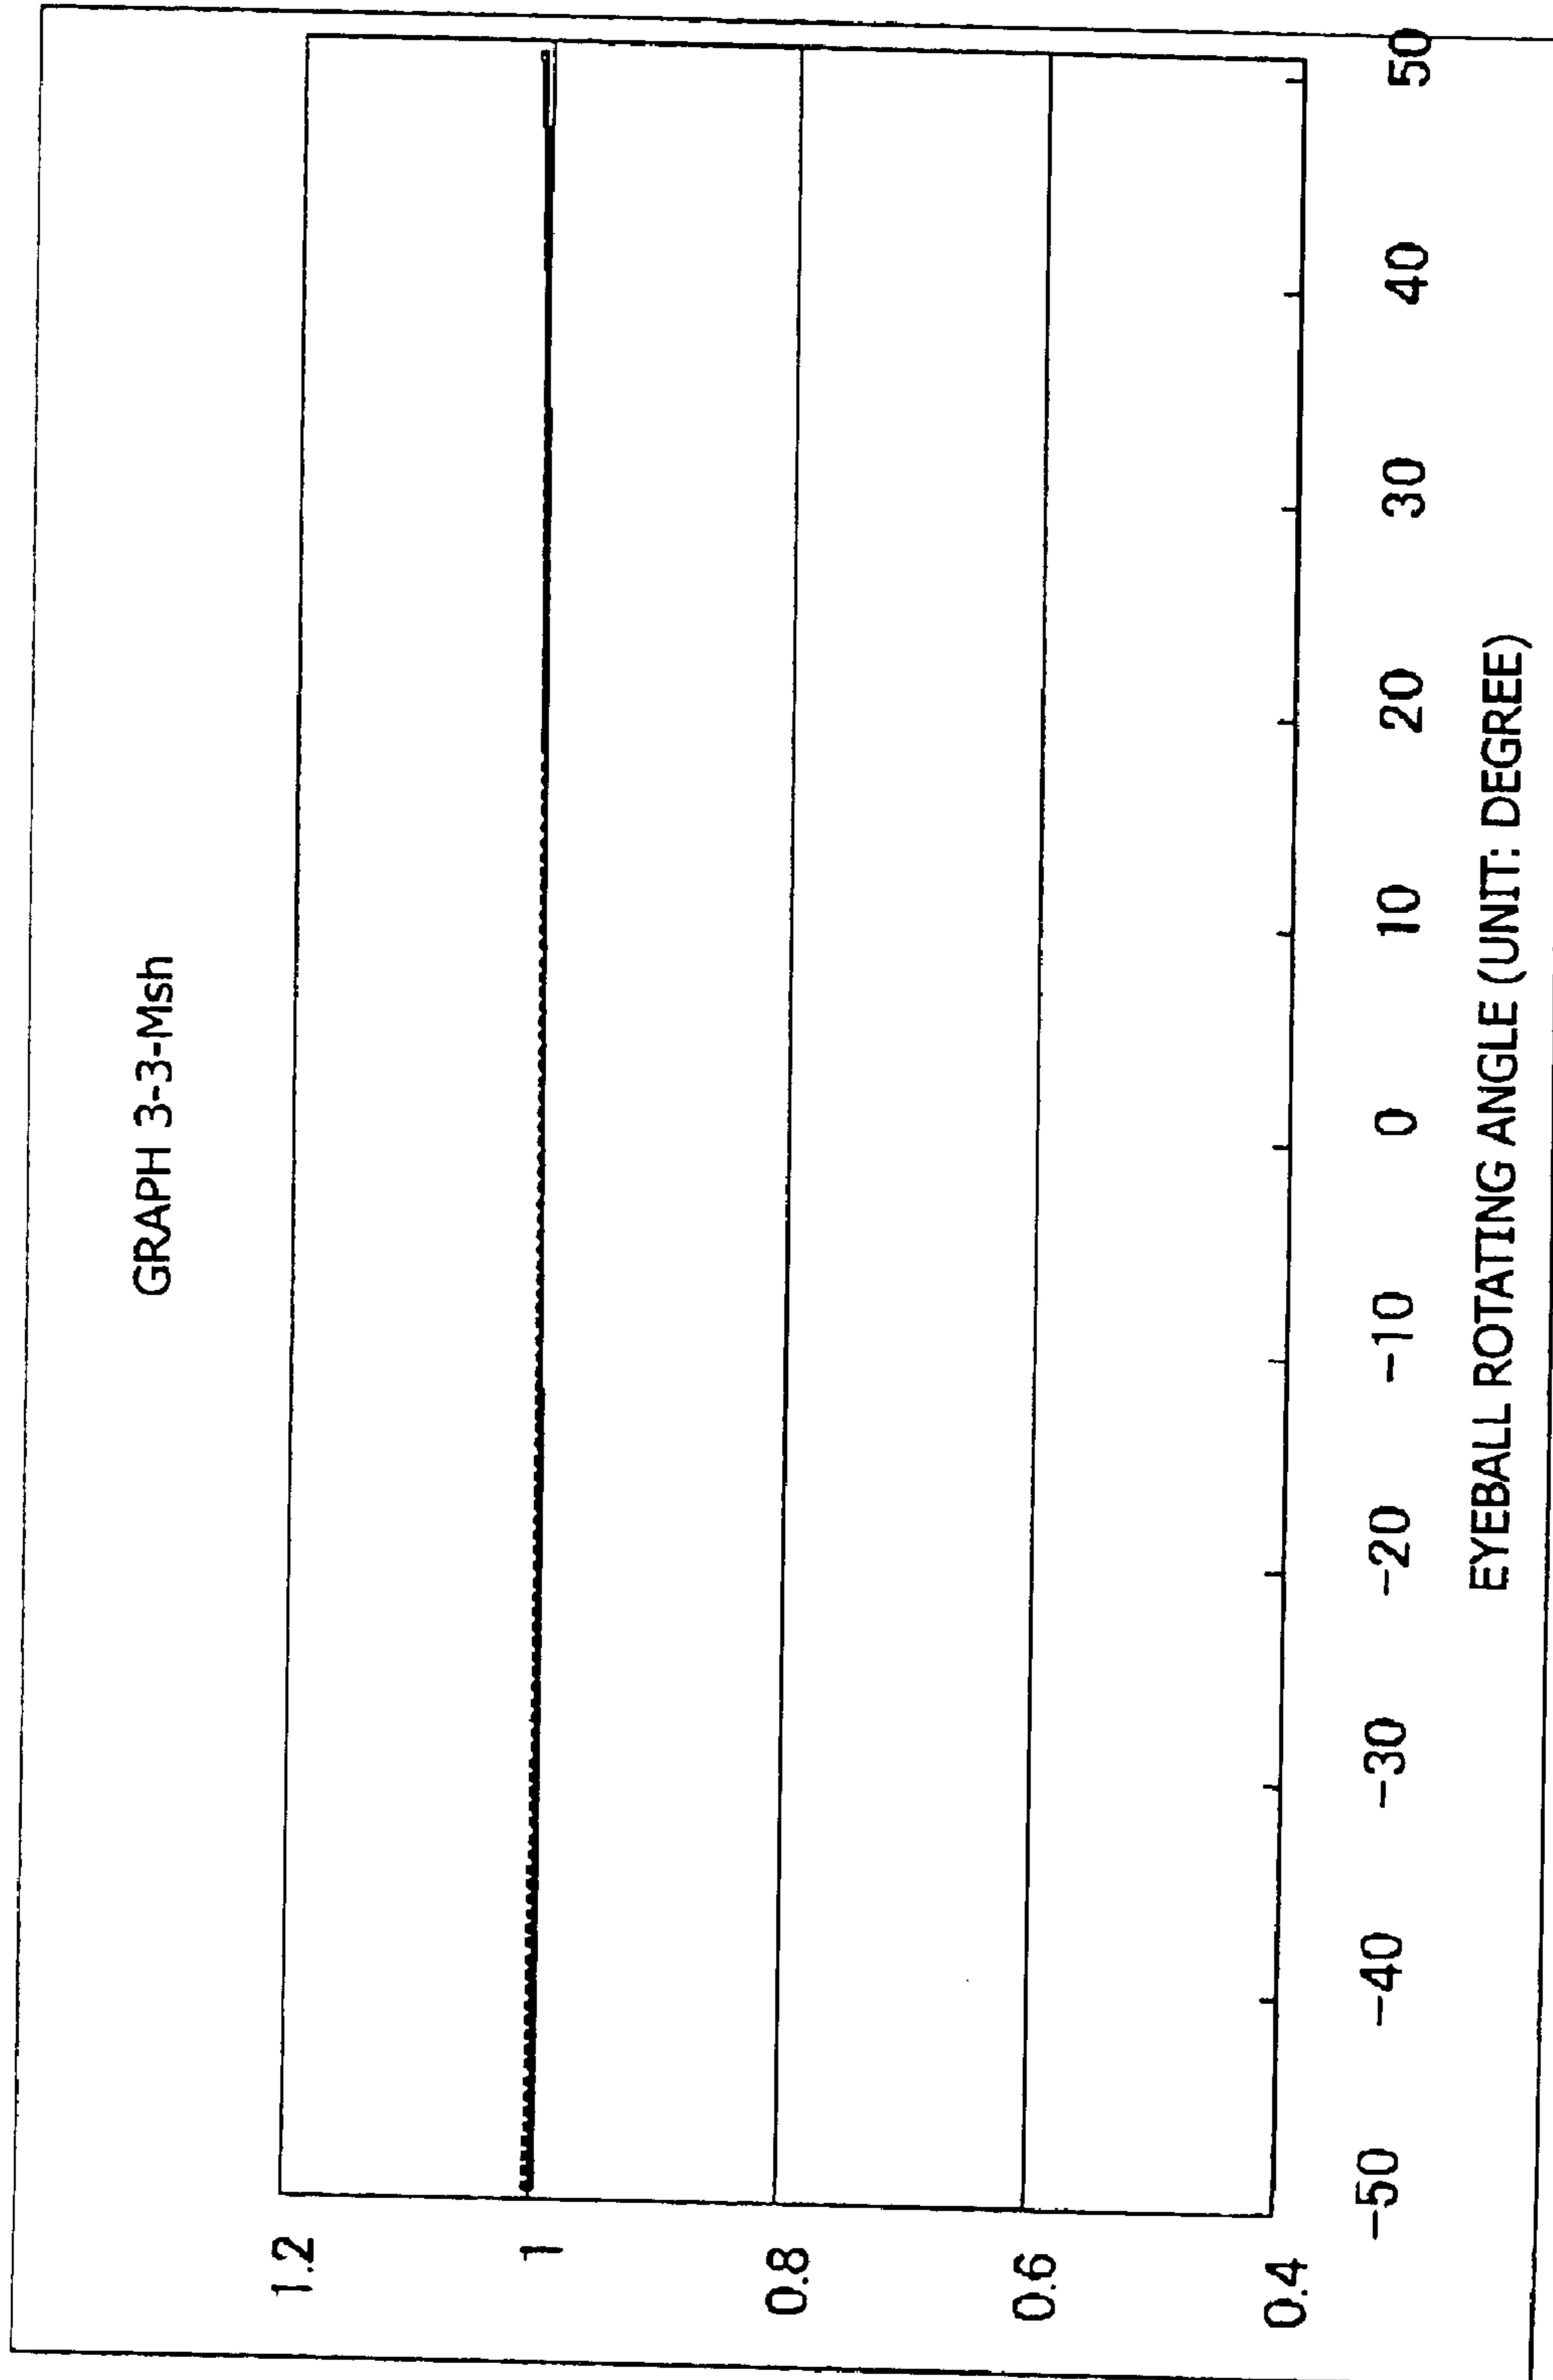 GRAPH 3-3-Msh
1.2
1
0.8
0.6
0.4
-50 -40 -30 -20 -10 0 10 20 30 40 50
EYEBALL ROTATING ANGLE (UNIT: DEGREE)